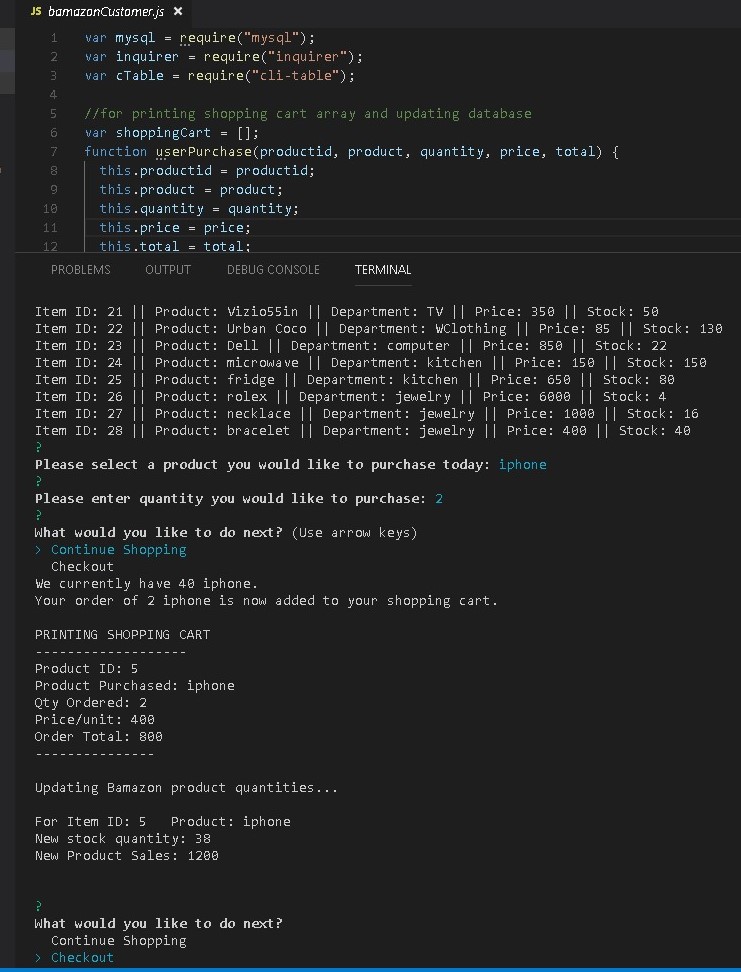 JS bamazonCustomer.js ×
1 var mysql = require("mysql");
2 var inquirer = require("inquirer");
3 var cTable = require("cli-table");
4
5 //for printing shopping cart array and updating database
6 var shoppingCart = [];
7 function userPurchase(productid, product, quantity, price, total) {
8 this.productid = productid;
9 this.product = product;
10 this.quantity = quantity;
11 this.price = price;
12 this.total = total;
PROBLEMS OUTPUT DEBUG CONSOLE TERMINAL
Item ID: 21 || Product: Vizio55in || Department: TV || Price: 350 || Stock: 50
Item ID: 22 || Product: Urban Coco || Department: WClothing || Price: 85 || Stock: 130
Item ID: 23 || Product: Dell || Department: computer || Price: 850 || Stock: 22
Item ID: 24 || Product: microwave || Department: kitchen || Price: 150 || Stock: 150
Item ID: 25 || Product: fridge || Department: kitchen || Price: 650 || Stock: 80
Item ID: 26 || Product: rolex || Department: jewelry || Price: 6000 || Stock: 4
Item ID: 27 || Product: necklace || Department: jewelry || Price: 1000 || Stock: 16
Item ID: 28 || Product: bracelet || Department: jewelry || Price: 400 || Stock: 40
?
Please select a product you would like to purchase today: iphone
?
Please enter quantity you would like to purchase: 2
?
What would you like to do next? (Use arrow keys)
> Continue Shopping
Checkout
We currently have 40 iphone.
Your order of 2 iphone is now added to your shopping cart.
PRINTING SHOPPING CART
-------------------
Product ID: 5
Product Purchased: iphone
Qty Ordered: 2
Price/unit: 400
Order Total: 800
---------------
Updating Bamazon product quantities...
For Item ID: 5 Product: iphone
New stock quantity: 38
New Product Sales: 1200
?
What would you like to do next?
Continue Shopping
> Checkout